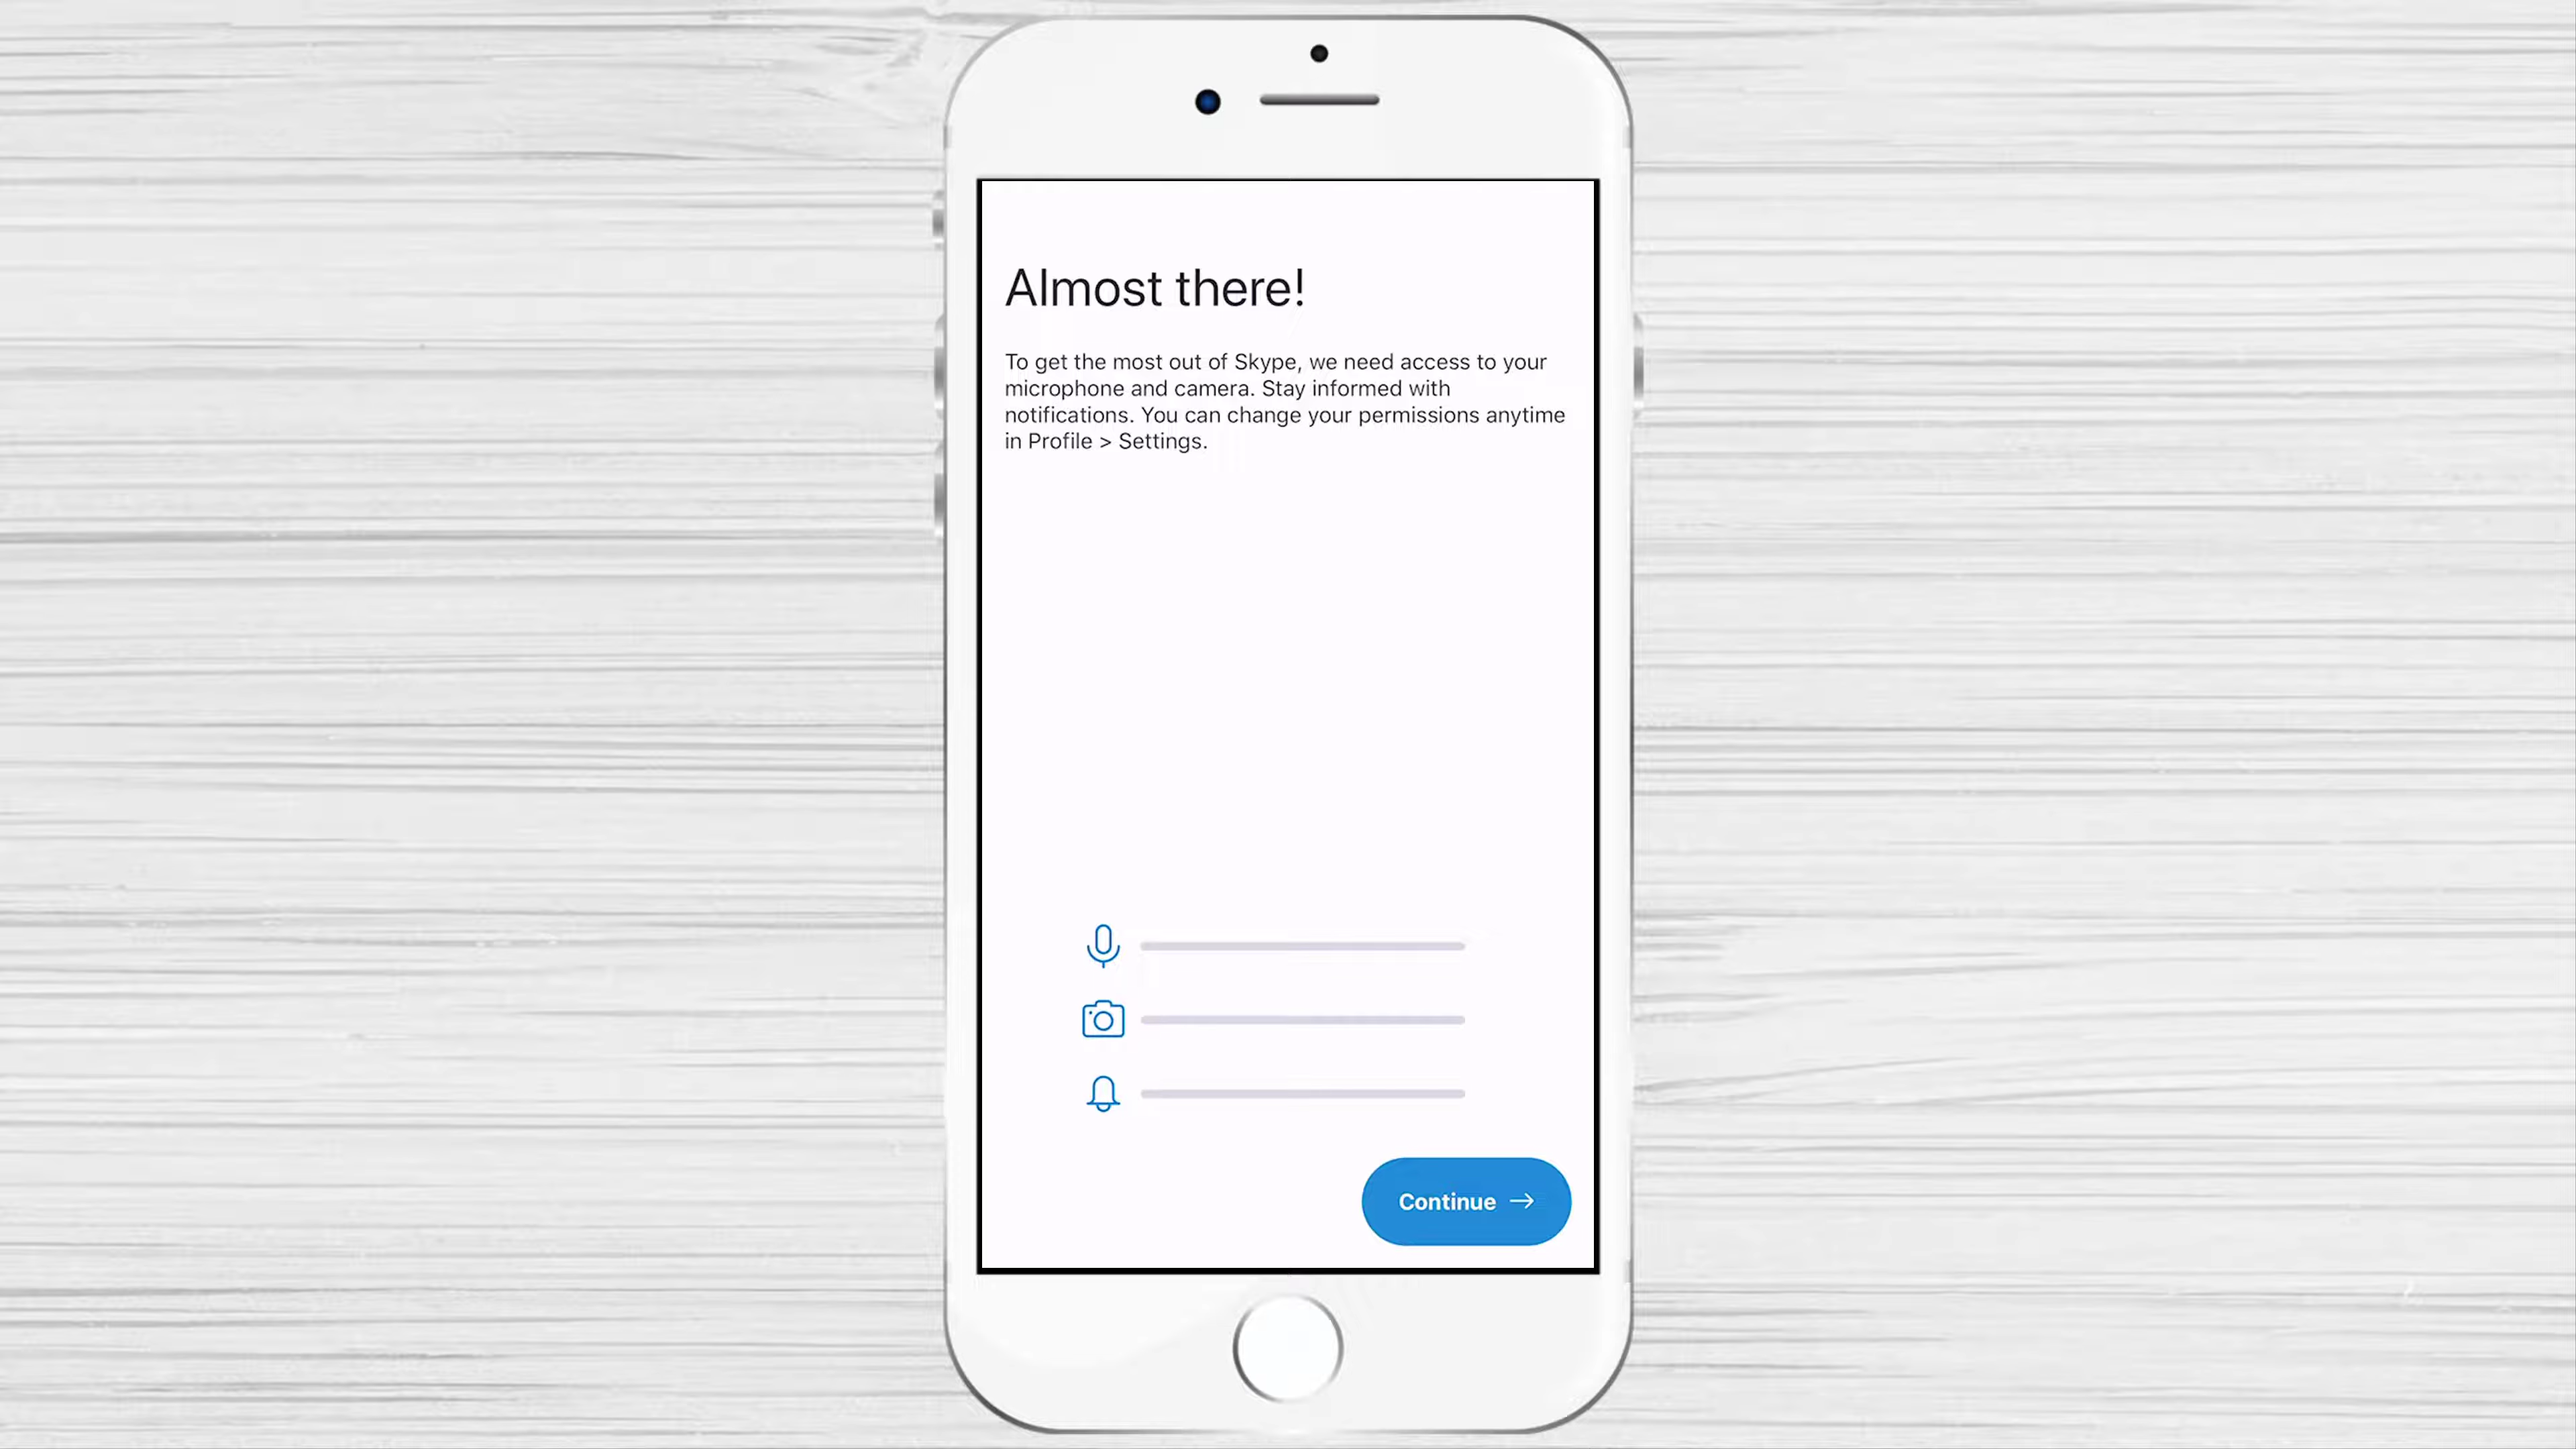 Almost there!
To get the most out of Skype, we need access to your
microphone and camera. Stay informed with
notifications. You can change your permissions anytime
in Profile > Settings.
Continue